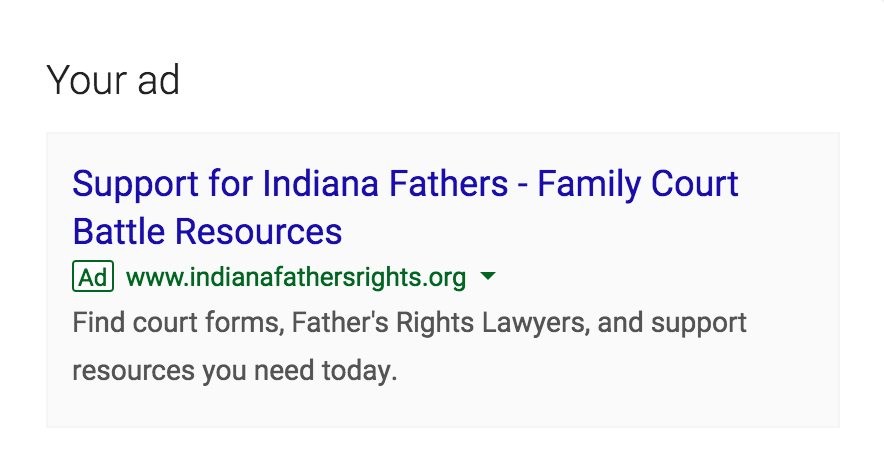 Your ad
Support for Indiana Fathers - Family Court
Battle Resources
Ad www.indianafathersrights.org
Find court forms, Father's Rights Lawyers, and support
resources you need today.